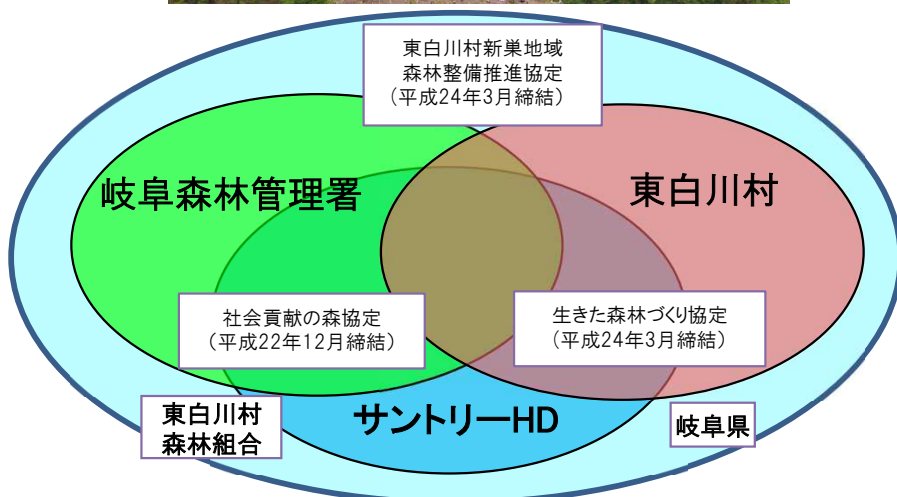 東白川村新巣地域
森林整備推進協定
(平成24年3月締結)
岐阜森林管理署
東白川村
社会貢献の森協定
(平成22年12月締結)
生きた森林づくり協定
(平成24年3月締結)
東白川村
森林組合
サントリーHD
岐阜県